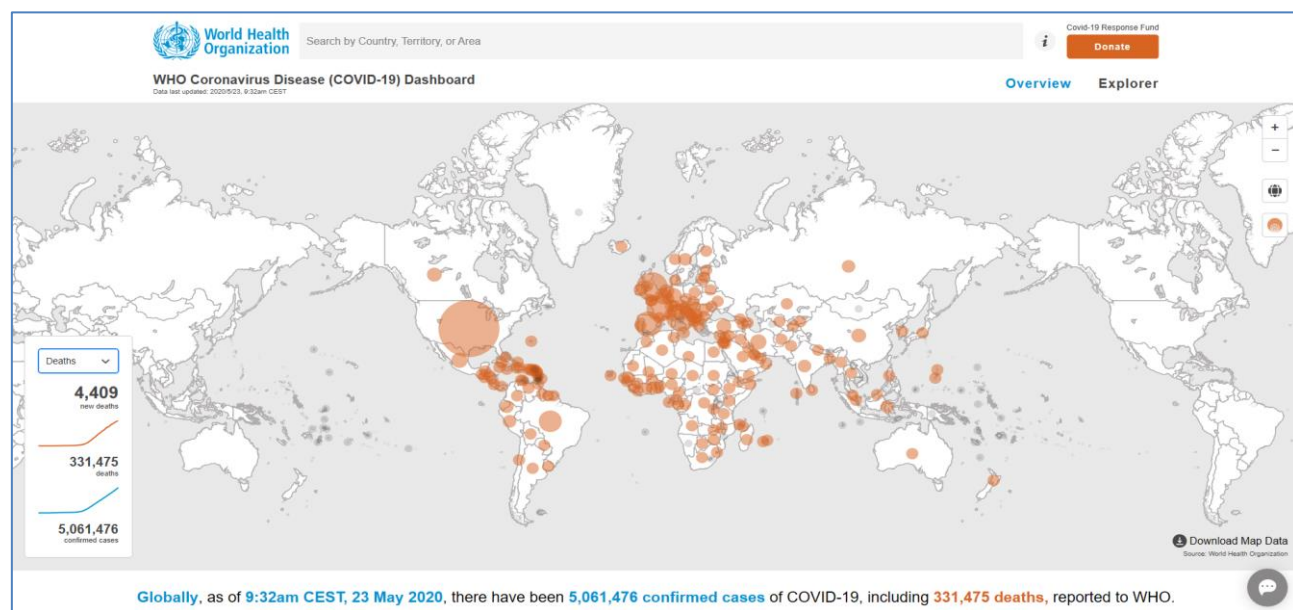 World Health
Organization
Search by Country, Territory, or Area
i
Covid-19 Response Fund
Donate
WHO Coronavirus Disease (COVID-19) Dashboard
Data last updated: 2020/5/23, 9:32am CEST
Overview
Explorer
+
−
Deaths
4,409
new deaths
331,475
deaths
5,061,476
confirmed cases
Download Map Data
Source: World Health Organization
Globally, as of 9:32am CEST, 23 May 2020, there have been 5,061,476 confirmed cases of COVID-19, including 331,475 deaths, reported to WHO.